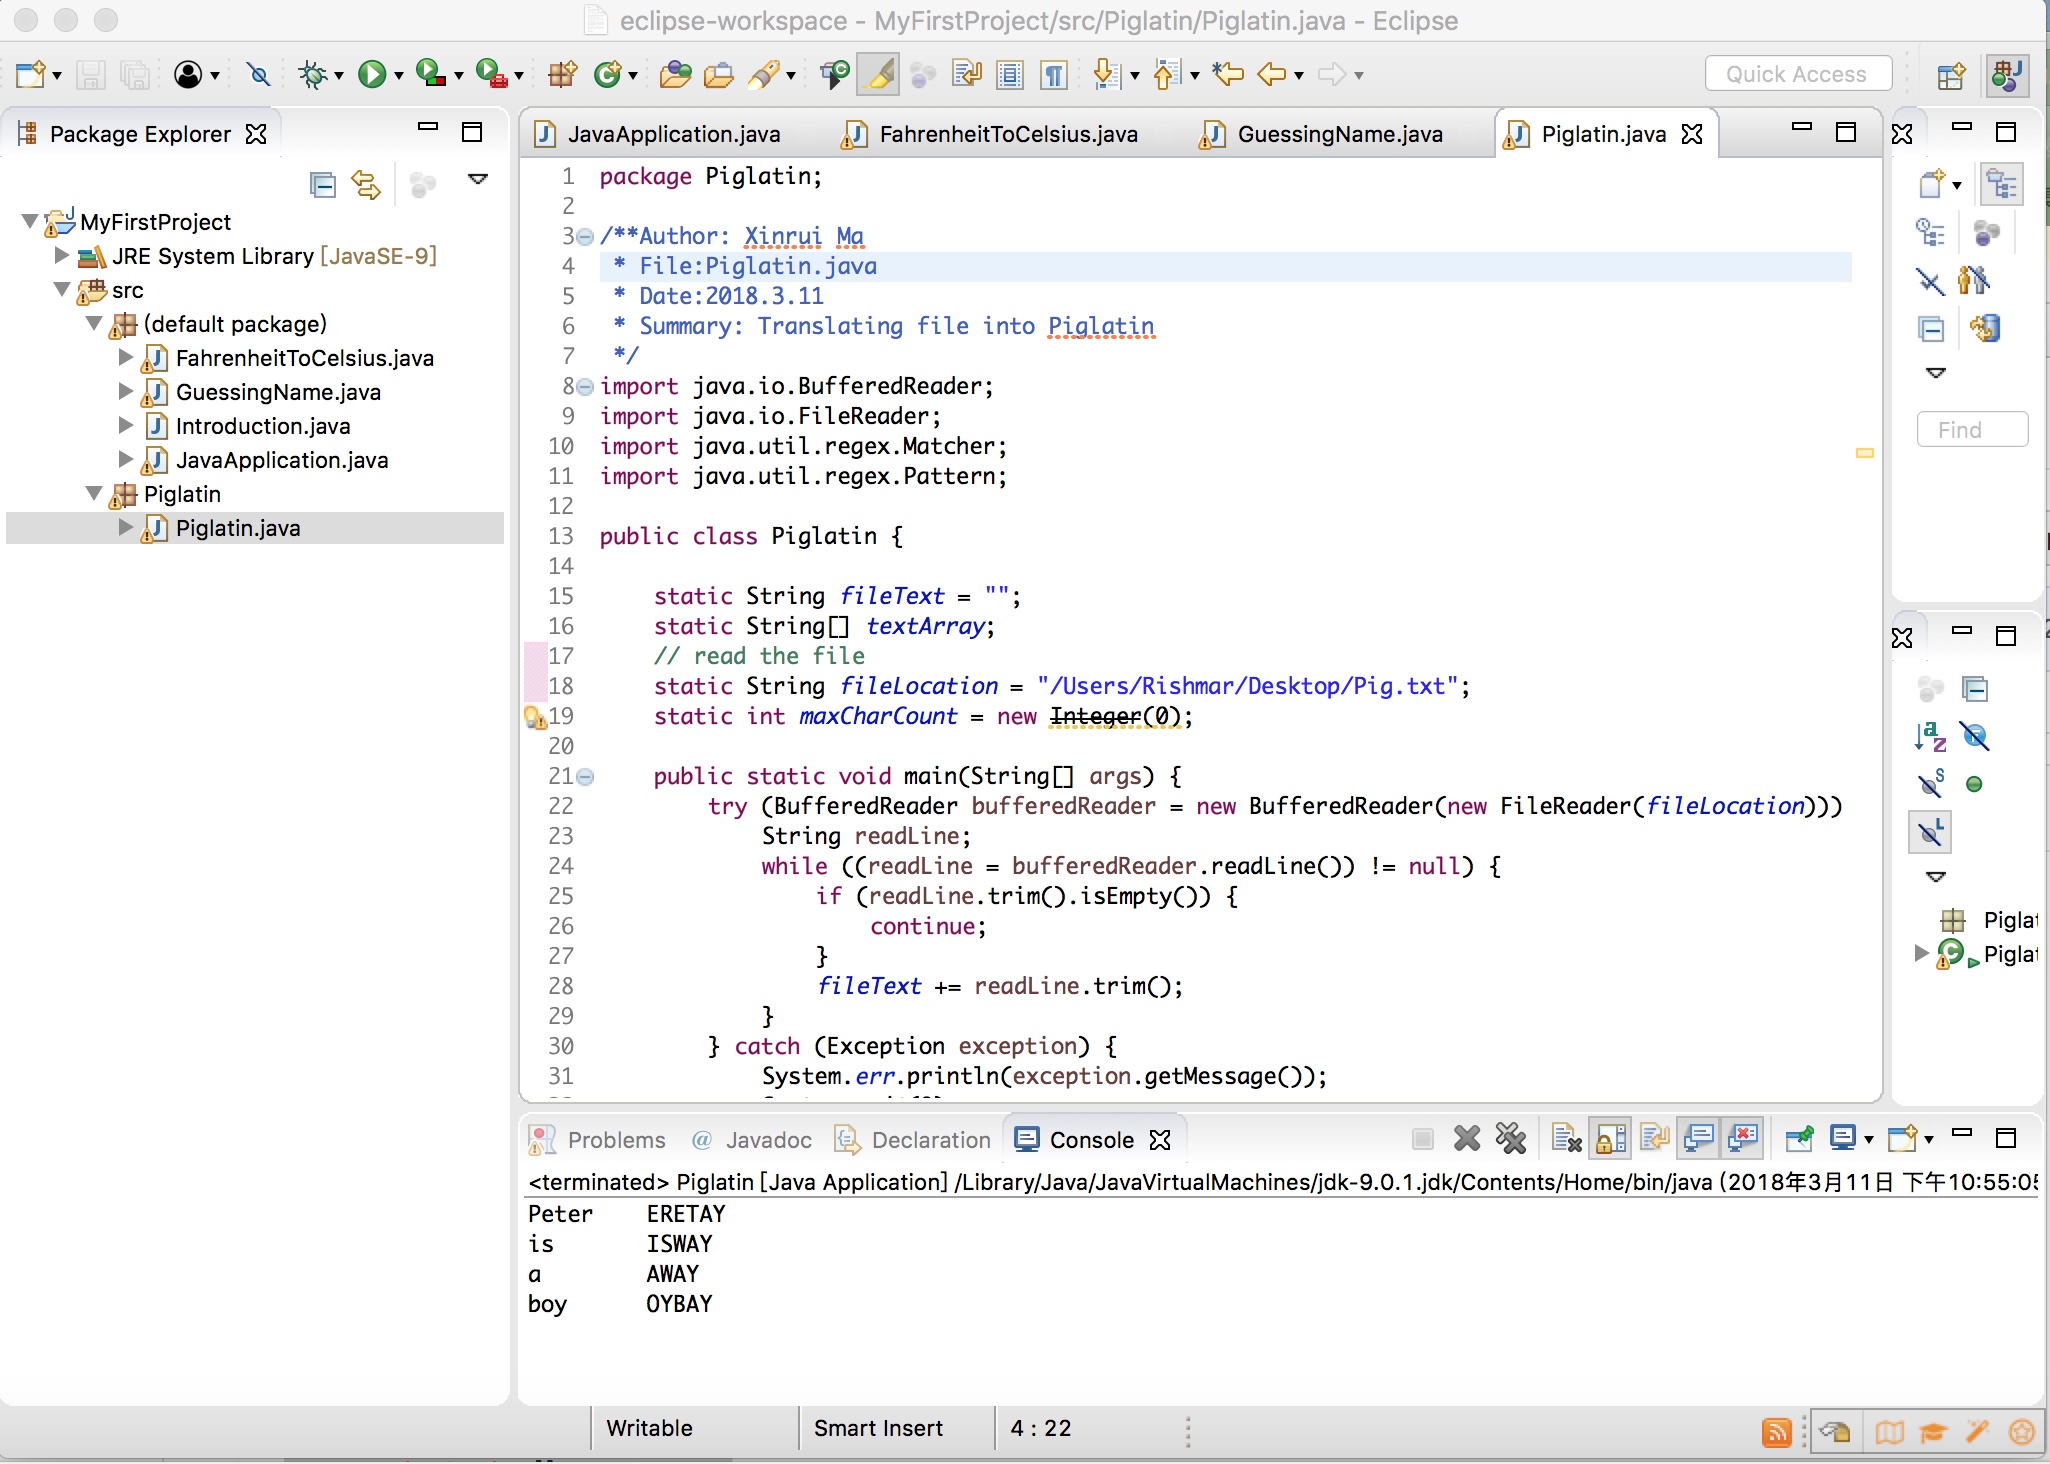 eclipse-workspace - MyFirstProject/src/Piglatin/Piglatin.java - Eclipse
Quick Access
Package Explorer
MyFirstProject
JRE System Library [JavaSE-9]
src
(default package)
FahrenheitToCelsius.java
GuessingName.java
Introduction.java
JavaApplication.java
Piglatin
Piglatin.java
JavaApplication.java FahrenheitToCelsius.java GuessingName.java Piglatin.java
1 package Piglatin;
2
3 /**Author: Xinrui Ma
4 * File:Piglatin.java
5 * Date:2018.3.11
6 * Summary: Translating file into Piglatin
7 */
8 import java.io.BufferedReader;
9 import java.io.FileReader;
10 import java.util.regex.Matcher;
11 import java.util.regex.Pattern;
12
13 public class Piglatin {
14
15 static String fileText = "";
16 static String[] textArray;
17 // read the file
18 static String fileLocation = "/Users/Rishmar/Desktop/Pig.txt";
19 static int maxCharCount = new Integer(0);
20
21 public static void main(String[] args) {
22 try (BufferedReader bufferedReader = new BufferedReader(new FileReader(fileLocation)))
23 String readLine;
24 while ((readLine = bufferedReader.readLine()) != null) {
25 if (readLine.trim().isEmpty()) {
26 continue;
27 }
28 fileText += readLine.trim();
29 }
30 } catch (Exception exception) {
31 System.err.println(exception.getMessage());
Find
Piglat
Piglat
Problems @ Javadoc Declaration Console
<terminated> Piglatin [Java Application] /Library/Java/JavaVirtualMachines/jdk-9.0.1.jdk/Contents/Home/bin/java (2018年3月11日 下午10:55:05
Peter ERETAY
is ISWAY
a AWAY
boy OYBAY
Writable Smart Insert 4 : 22